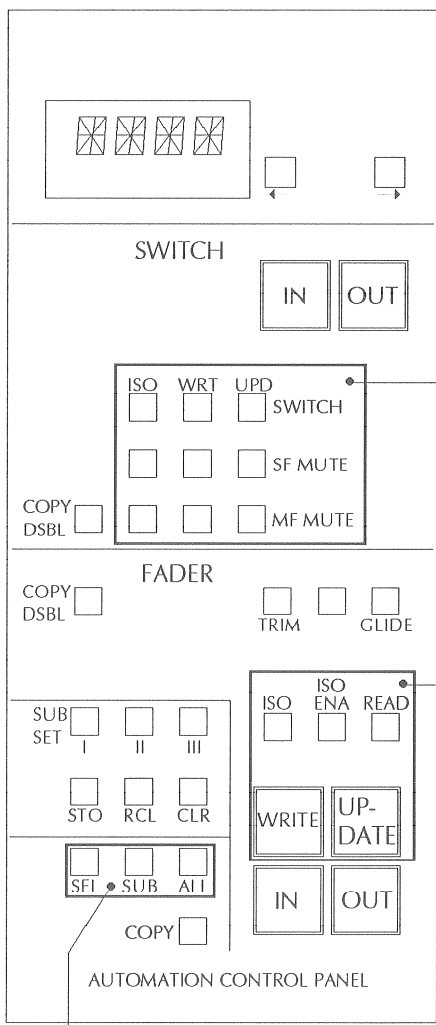 SWITCH
IN OUT
ISO WRT UPD
SWITCH
SF MUTE
COPY
DSBL
MF MUTE
FADER
COPY
DSBL
TRIM GLIDE
ISO
ISO ENA READ
SUB
SET
I II III
STO RCL CLR
WRITE
UP-
DATE
SEL SUB ALL
IN OUT
COPY
AUTOMATION CONTROL PANEL